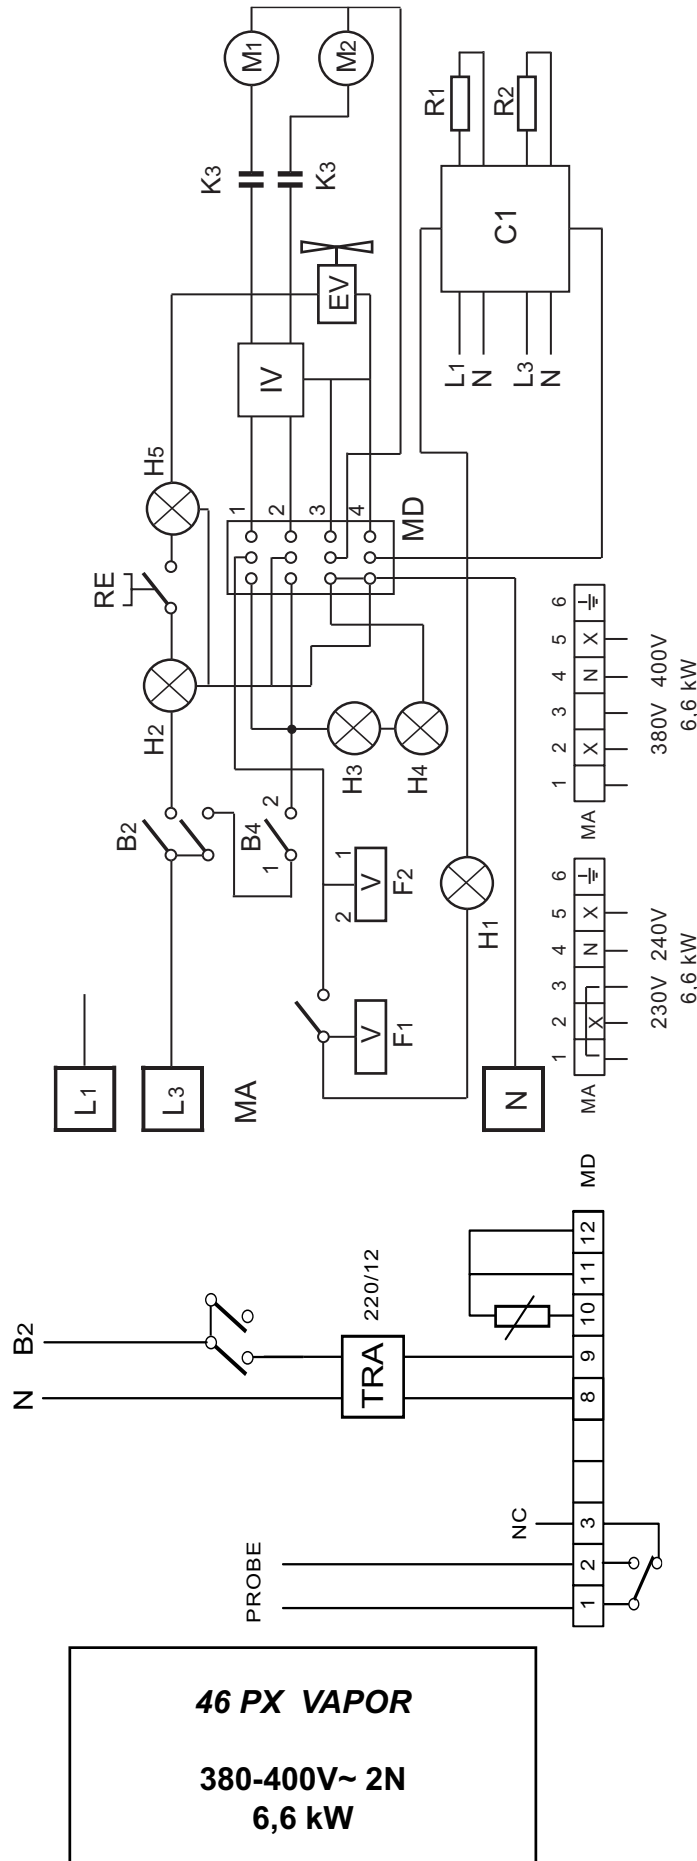 M1
M2
K3
K3
R1
R2
C1
L1
N
L3
N
EV
IV
H5
1
2
3
4
MD
RE
H2
H3
H4
B2
B4
1
2
F2
2
1
V
F1
V
H1
L1
L3
MA
N
MA
1 2 3 4 5 6
X N X
380V 400V
6,6 kW
MA
1 2 3 4 5 6
X N X
230V 240V
6,6 kW
B2
N
220/12
TRA
MD
PROBE
NC
1 2 3 8 9 10 11 12
46 PX VAPOR
380-400V~ 2N
6,6 kW